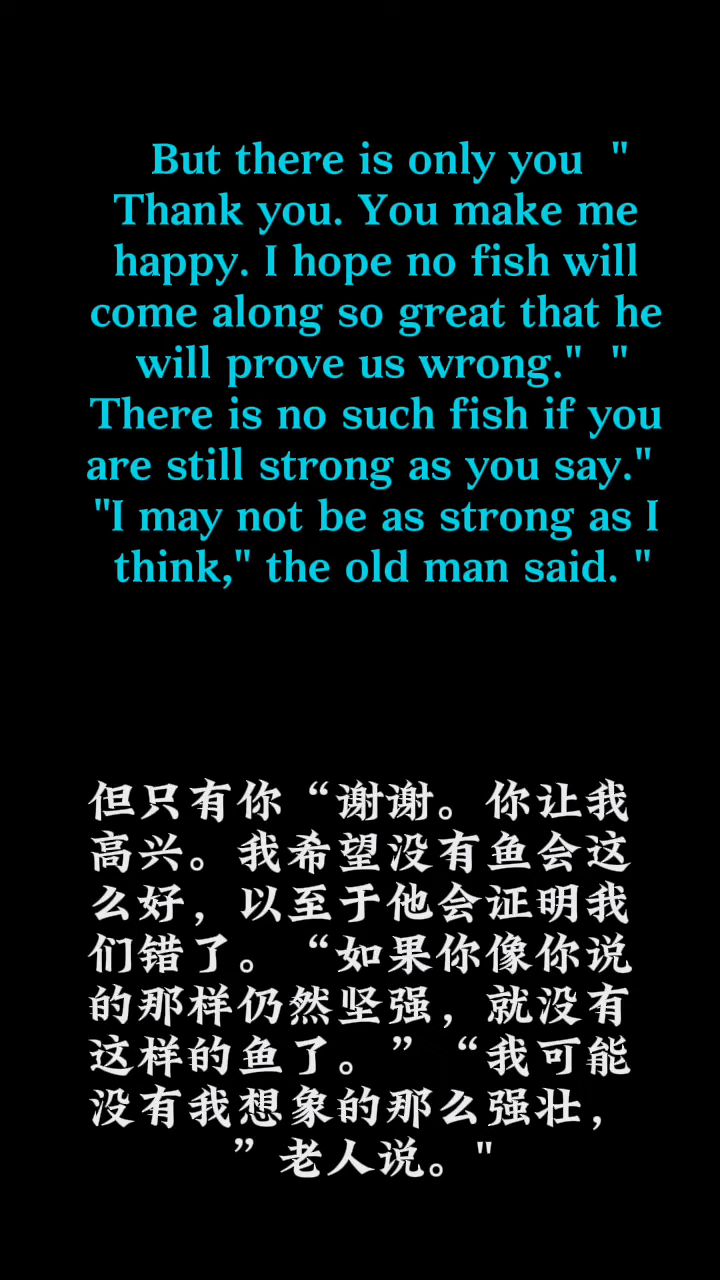 But there is only you "
Thank you. You make me
happy. I hope no fish will
come along so great that he
will prove us wrong." "
There is no such fish if you
are still strong as you say."
"I may not be as strong as I
think," the old man said. "
但只有你“谢谢。你让我
高兴。我希望没有鱼会这
么好，以至于他会证明我
们错了。“如果你像你说
的那样仍然坚强，就没有
这样的鱼了。”“我可能
没有我想象的那么强壮，
”老人说。"